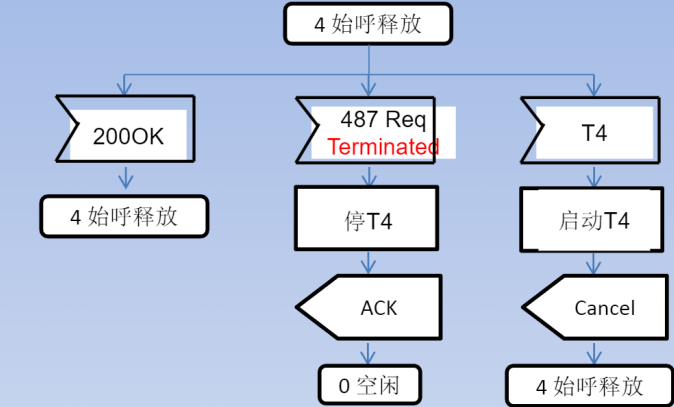 4 始呼释放
200OK
487 Req
Terminated
T4
4 始呼释放
停T4
启动T4
ACK
Cancel
0 空闲
4 始呼释放